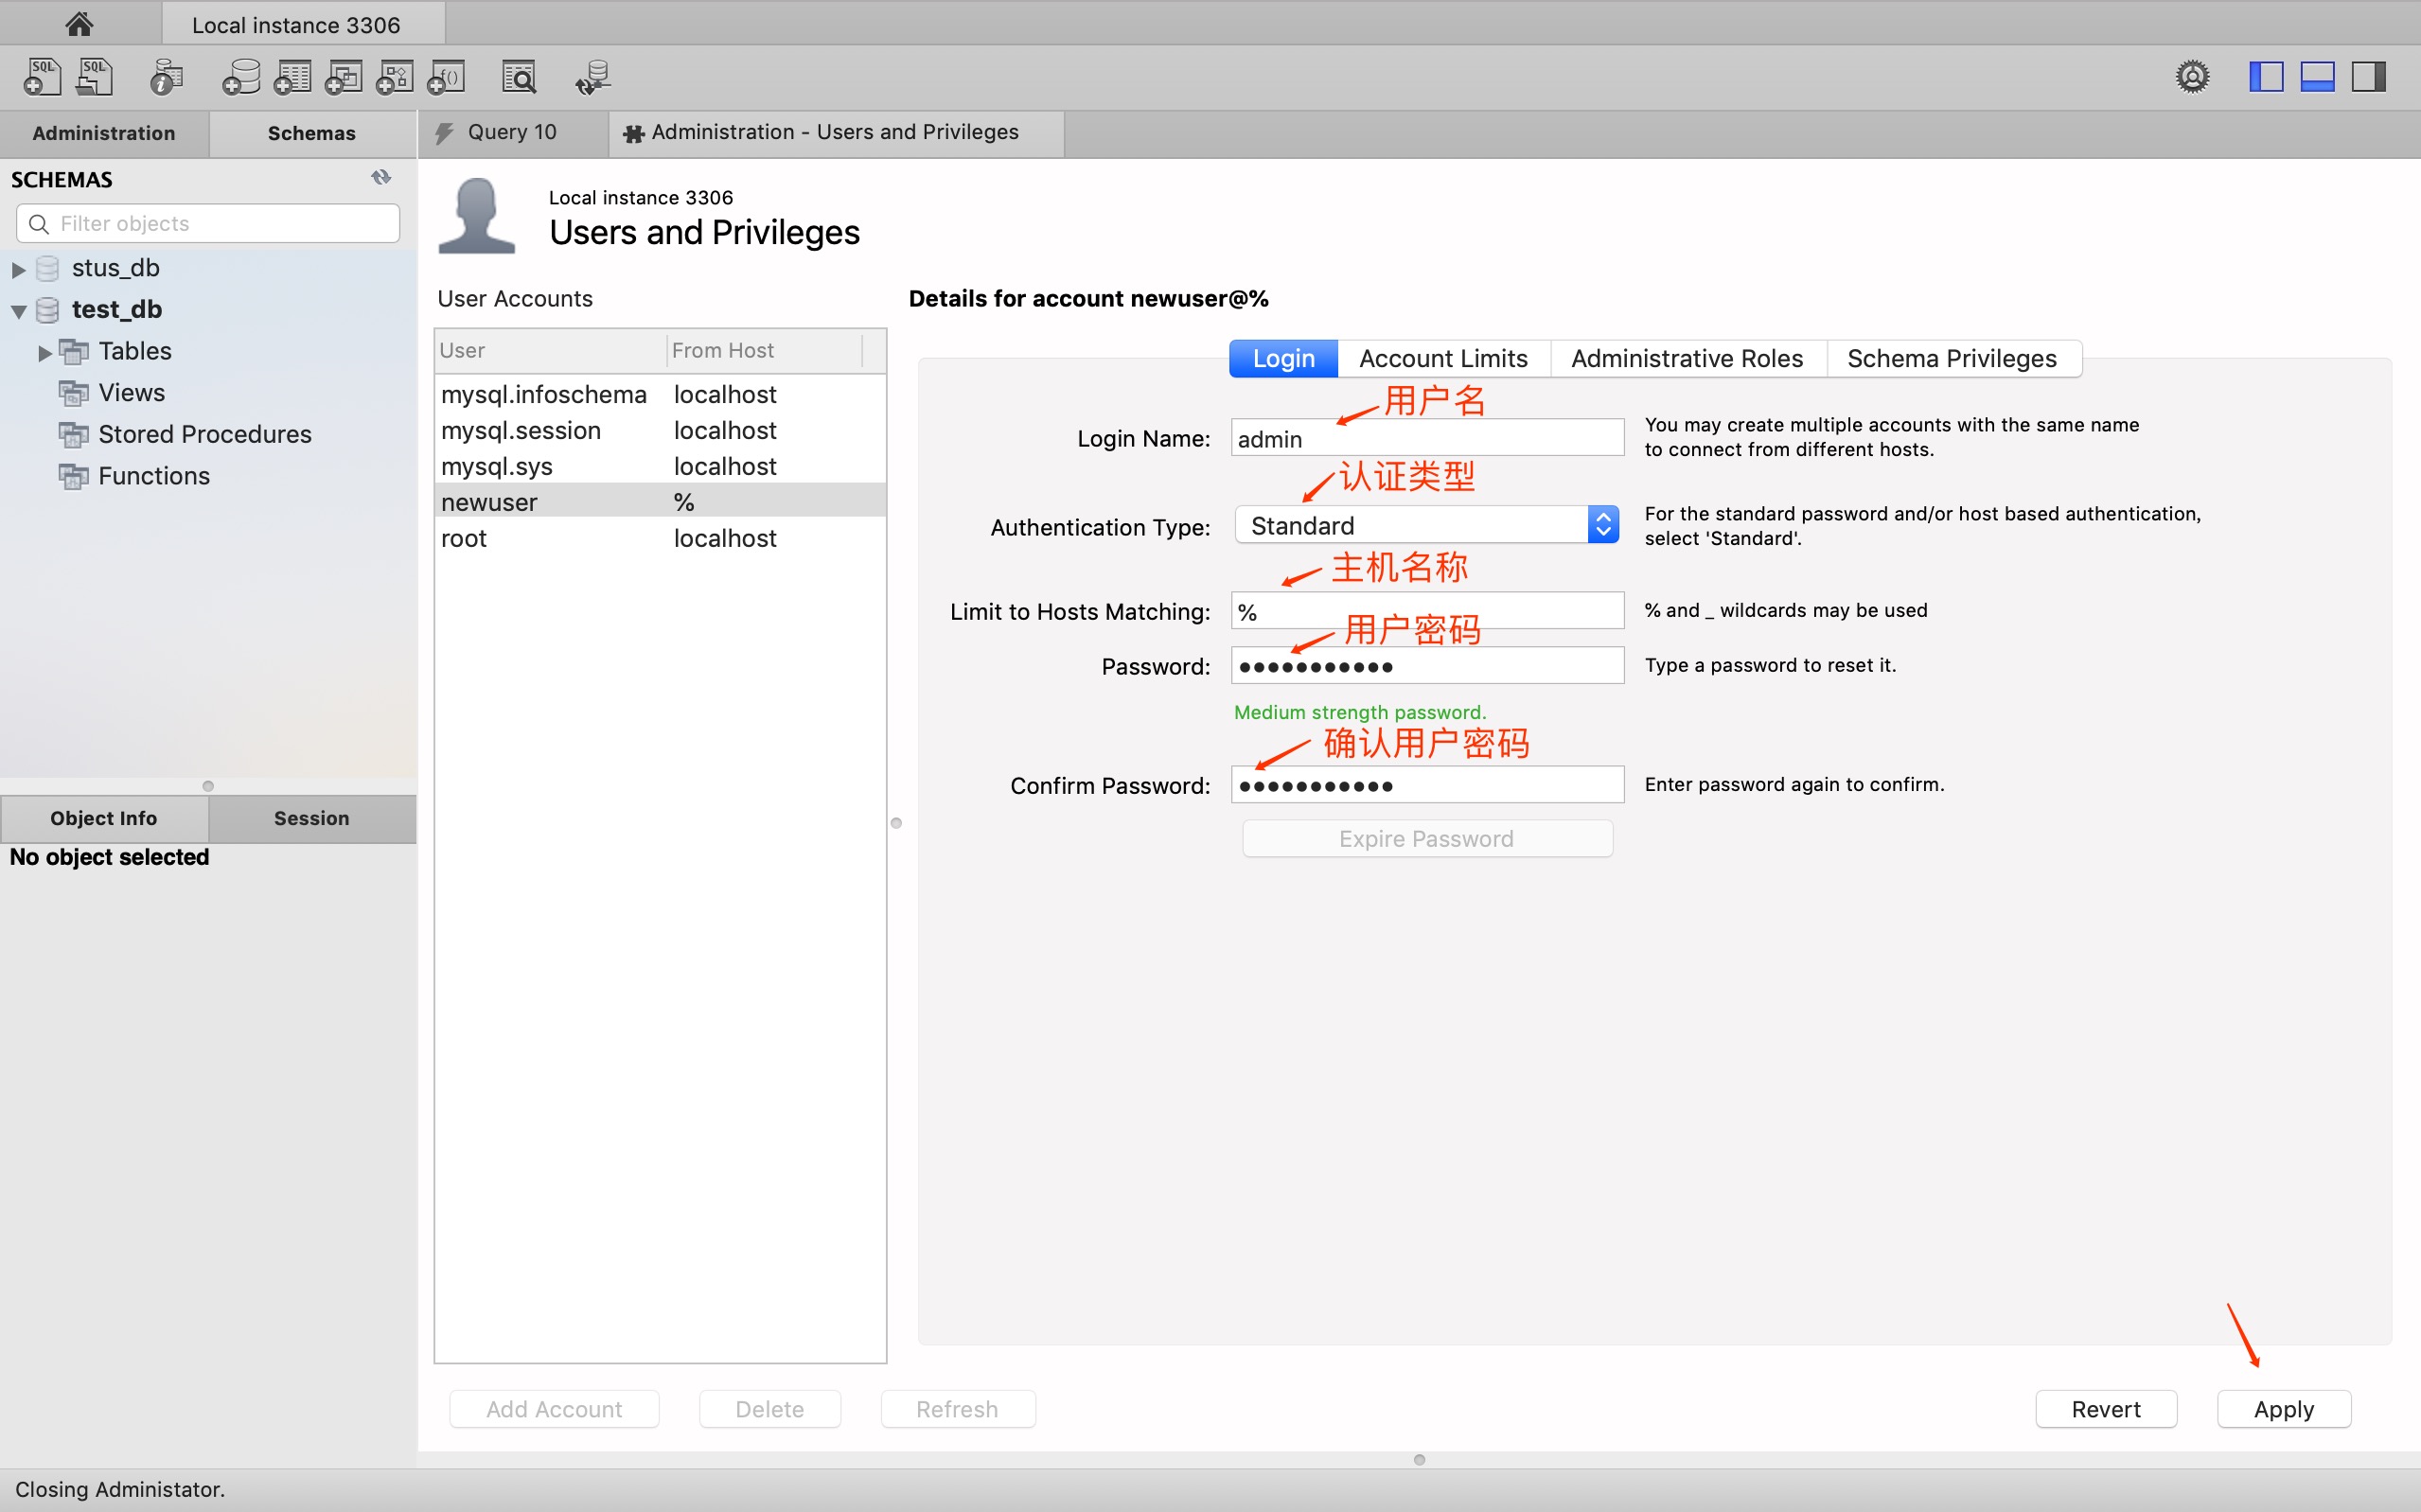 Local instance 3306
SQL SQL
Administration Schemas Query 10 Administration - Users and Privileges
SCHEMAS
Filter objects
stus_db
test_db
Tables
Views
Stored Procedures
Functions
Object Info Session
No object selected
Local instance 3306
Users and Privileges
User Accounts
User From Host
mysql.infoschema localhost
mysql.session localhost
mysql.sys localhost
newuser %
root localhost
Details for account newuser@%
Login Account Limits Administrative Roles Schema Privileges
用户名
Login Name: admin
You may create multiple accounts with the same name
to connect from different hosts.
认证类型
Authentication Type: Standard
For the standard password and/or host based authentication,
select 'Standard'.
主机名称
Limit to Hosts Matching: % % and _ wildcards may be used
用户密码
Password: ●●●●●●●●●●● Type a password to reset it.
Medium strength password.
确认用户密码
Confirm Password: ●●●●●●●●●●● Enter password again to confirm.
Expire Password
Add Account Delete Refresh Revert Apply
Closing Administator.